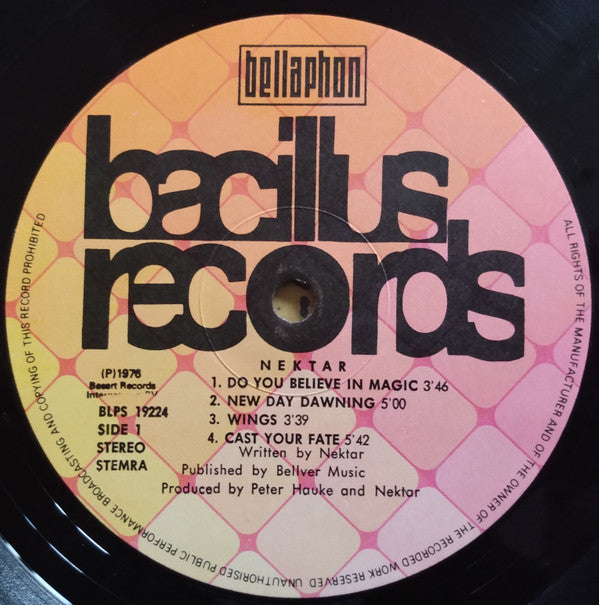 bellaphon
bacillus
records
NEKTAR
(P)1976
Basart Records
BLPS 19224
SIDE 1
STEREO
STEMRA
1. DO YOU BELIEVE IN MAGIC 3'46
2. NEW DAY DAWNING 5'00
3. WINGS 3'39
4. CAST YOUR FATE 5'42
Written by Nektar
Published by Bellver Music
Produced by Peter Hauke and Nektar
ALL RIGHTS OF THE MANUFACTURER AND OF THE OWNER OF THE RECORDED WORK RESERVED UNAUTHORISED PUBLIC PERFORMANCE BROADCASTING AND COPYING OF THIS RECORD PROHIBITED